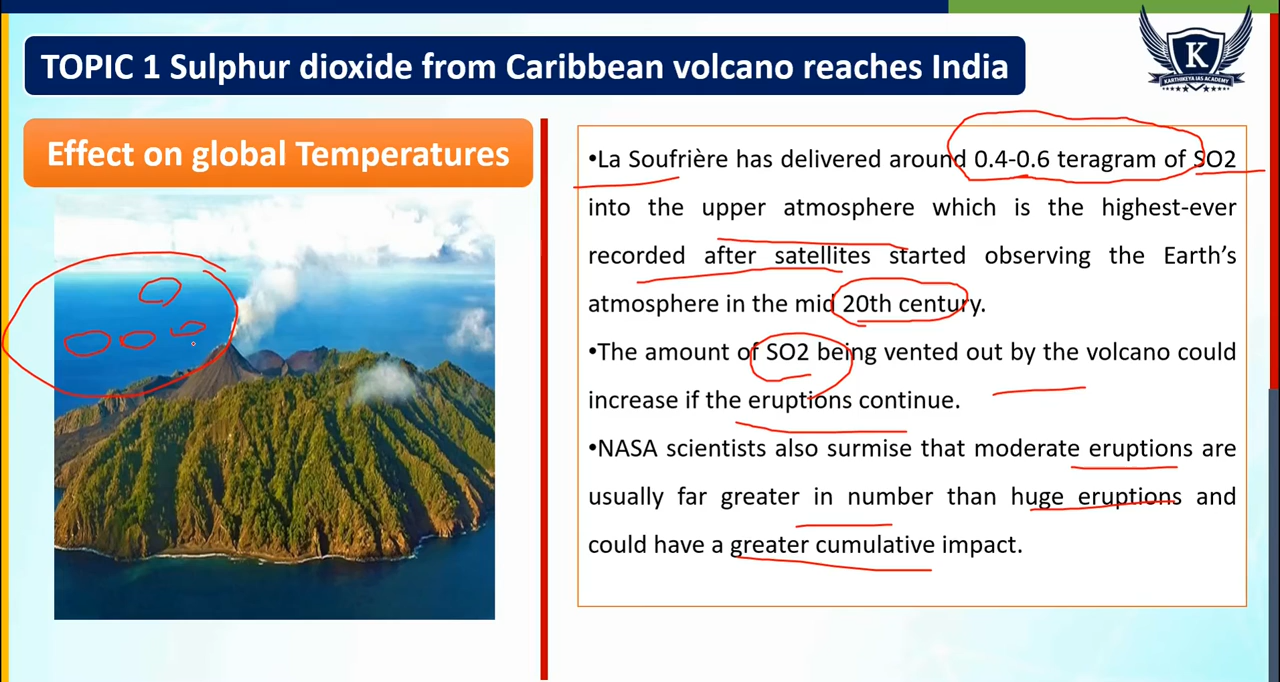 TOPIC 1 Sulphur dioxide from Caribbean volcano reaches India
K
KARTHIKEYA IAS ACADEMY
Effect on global Temperatures
•La Soufrière has delivered around 0.4-0.6 teragram of SO2
into the upper atmosphere which is the highest-ever
recorded after satellites started observing the Earth's
atmosphere in the mid 20th century.
•The amount of SO2 being vented out by the volcano could
increase if the eruptions continue.
•NASA scientists also surmise that moderate eruptions are
usually far greater in number than huge eruptions and
could have a greater cumulative impact.